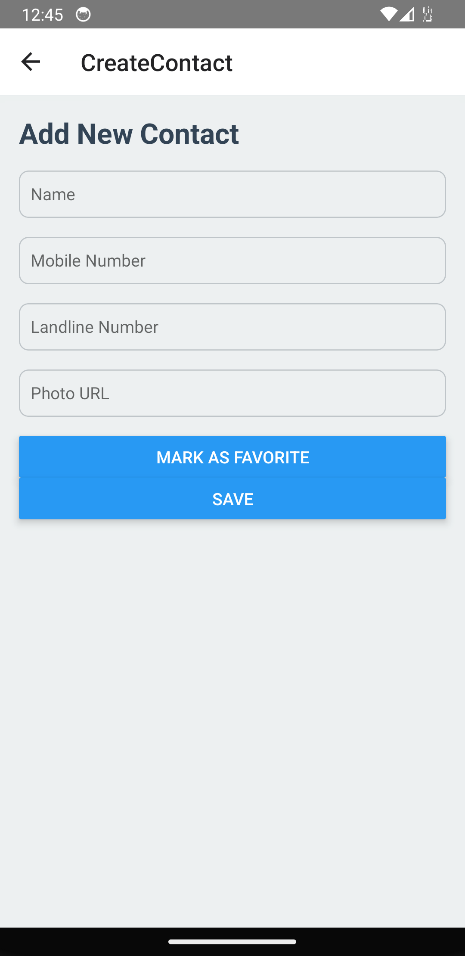 12:45
CreateContact
Add New Contact
Name
Mobile Number
Landline Number
Photo URL
MARK AS FAVORITE
SAVE